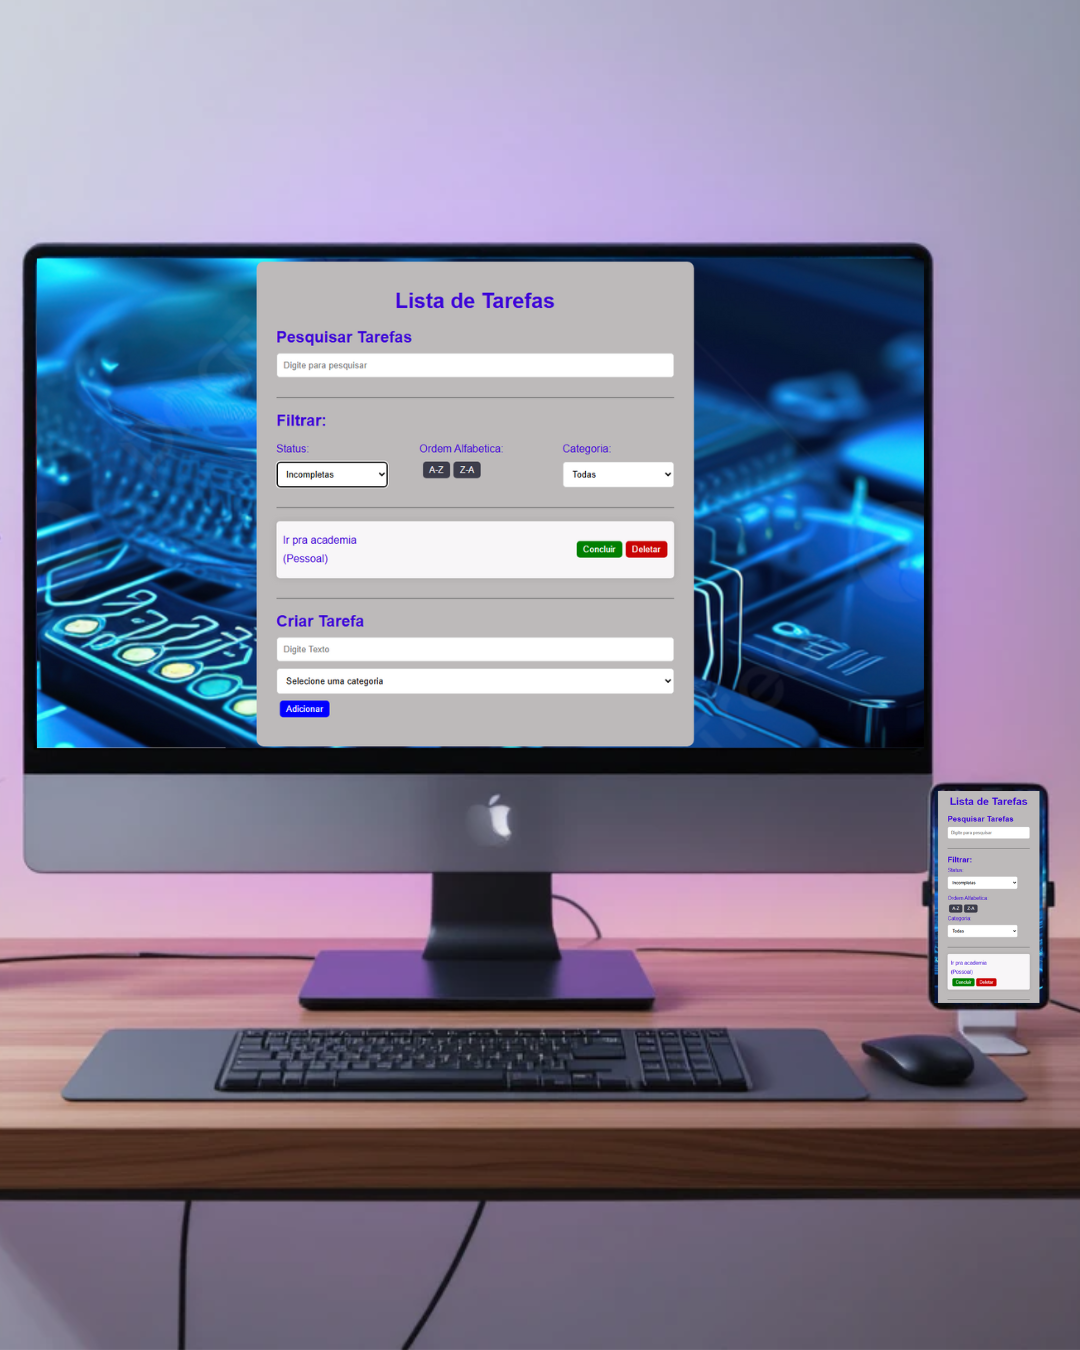 Lista de Tarefas
Pesquisar Tarefas
Digite para pesquisar
Filtrar:
Status:
Ordem Alfabetica:
Categoria:
Incompletas
A-Z
Z-A
Todas
Ir pra academia
(Pessoal)
Concluir
Deletar
Criar Tarefa
Digite Texto
Selecione uma categoria
Adicionar
Lista de Tarefas
Pesquisar Tarefas
Digite para pesquisar
Filtrar:
Status
Incompletas
Ordem Alfabetica
A-Z
Z-A
Categoria
Todas
Ir pra academia
(Pessoal)
Concluir
Deletar